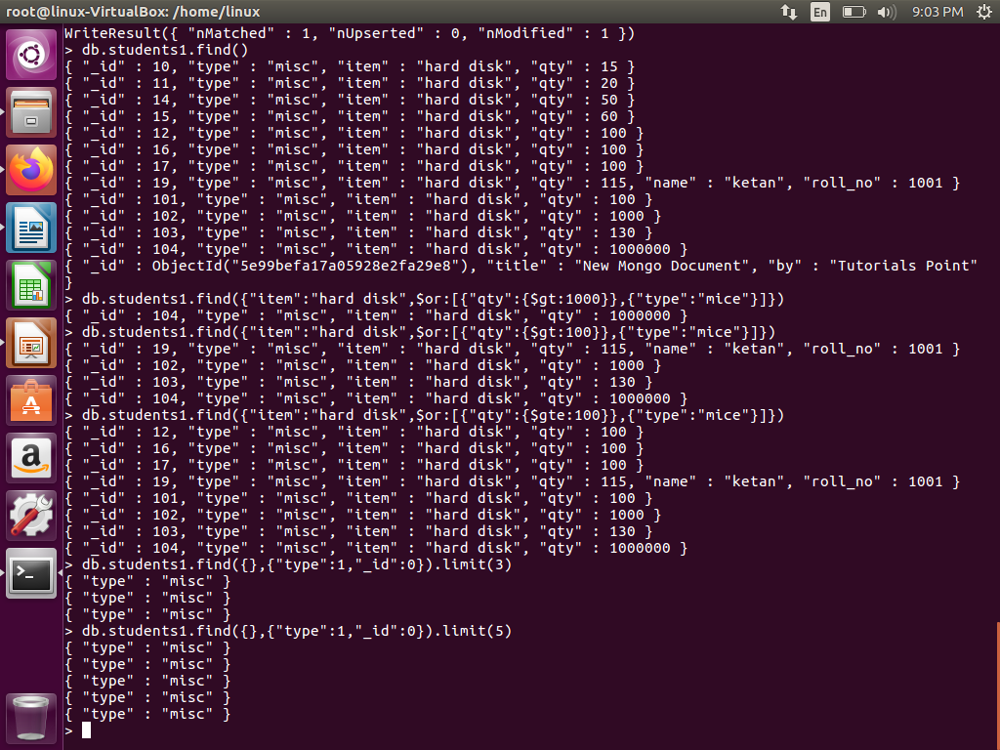 root@linux-VirtualBox: /home/linux
En
9:03 PM
WriteResult({ "nMatched" : 1, "nUpserted" : 0, "nModified" : 1 })
> db.students1.find()
{ "_id" : 10, "type" : "misc", "item" : "hard disk", "qty" : 15 }
{ "_id" : 11, "type" : "misc", "item" : "hard disk", "qty" : 20 }
{ "_id" : 14, "type" : "misc", "item" : "hard disk", "qty" : 50 }
{ "_id" : 15, "type" : "misc", "item" : "hard disk", "qty" : 60 }
{ "_id" : 12, "type" : "misc", "item" : "hard disk", "qty" : 100 }
{ "_id" : 16, "type" : "misc", "item" : "hard disk", "qty" : 100 }
{ "_id" : 17, "type" : "misc", "item" : "hard disk", "qty" : 100 }
{ "_id" : 19, "type" : "misc", "item" : "hard disk", "qty" : 115, "name" : "ketan", "roll_no" : 1001 }
{ "_id" : 101, "type" : "misc", "item" : "hard disk", "qty" : 100 }
{ "_id" : 102, "type" : "misc", "item" : "hard disk", "qty" : 1000 }
{ "_id" : 103, "type" : "misc", "item" : "hard disk", "qty" : 130 }
{ "_id" : 104, "type" : "misc", "item" : "hard disk", "qty" : 1000000 }
{ "_id" : ObjectId("5e99befa17a05928e2fa29e8"), "title" : "New Mongo Document", "by" : "Tutorials Point"
}
> db.students1.find({"item":"hard disk",$or:[{"qty":{$gt:1000}},{"type":"mice"}]})
{ "_id" : 104, "type" : "misc", "item" : "hard disk", "qty" : 1000000 }
> db.students1.find({"item":"hard disk",$or:[{"qty":{$gt:100}},{"type":"mice"}]})
{ "_id" : 19, "type" : "misc", "item" : "hard disk", "qty" : 115, "name" : "ketan", "roll_no" : 1001 }
{ "_id" : 102, "type" : "misc", "item" : "hard disk", "qty" : 1000 }
{ "_id" : 103, "type" : "misc", "item" : "hard disk", "qty" : 130 }
{ "_id" : 104, "type" : "misc", "item" : "hard disk", "qty" : 1000000 }
> db.students1.find({"item":"hard disk",$or:[{"qty":{$gte:100}},{"type":"mice"}]})
{ "_id" : 12, "type" : "misc", "item" : "hard disk", "qty" : 100 }
{ "_id" : 16, "type" : "misc", "item" : "hard disk", "qty" : 100 }
{ "_id" : 17, "type" : "misc", "item" : "hard disk", "qty" : 100 }
{ "_id" : 19, "type" : "misc", "item" : "hard disk", "qty" : 115, "name" : "ketan", "roll_no" : 1001 }
{ "_id" : 101, "type" : "misc", "item" : "hard disk", "qty" : 100 }
{ "_id" : 102, "type" : "misc", "item" : "hard disk", "qty" : 1000 }
{ "_id" : 103, "type" : "misc", "item" : "hard disk", "qty" : 130 }
{ "_id" : 104, "type" : "misc", "item" : "hard disk", "qty" : 1000000 }
> db.students1.find({},{"type":1,"_id":0}).limit(3)
{ "type" : "misc" }
{ "type" : "misc" }
{ "type" : "misc" }
> db.students1.find({},{"type":1,"_id":0}).limit(5)
{ "type" : "misc" }
{ "type" : "misc" }
{ "type" : "misc" }
{ "type" : "misc" }
{ "type" : "misc" }
>